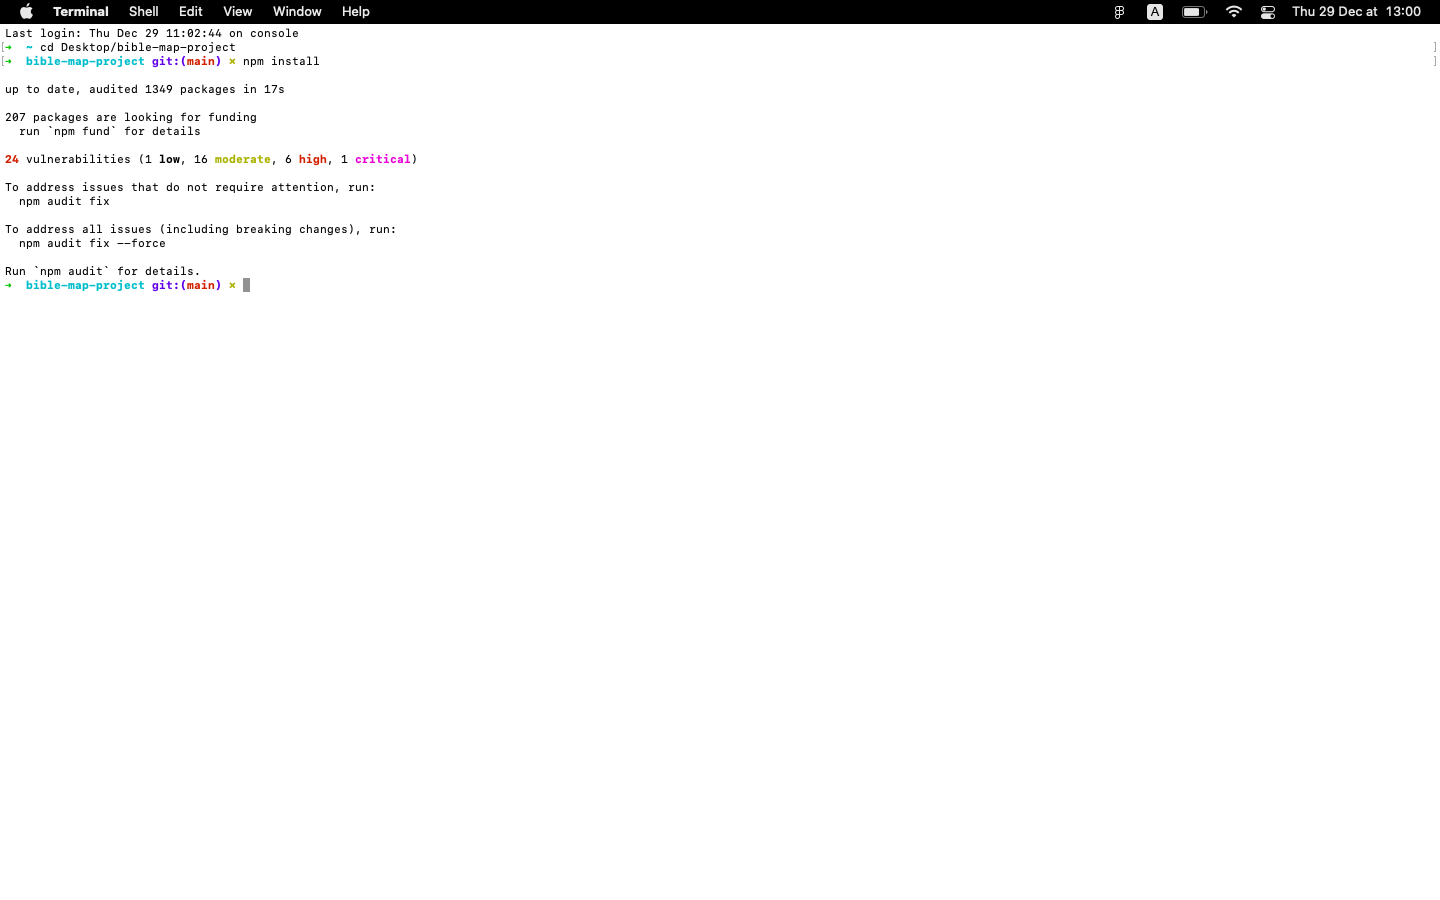 Terminal Shell Edit View Window Help A Thu 29 Dec at 13:00
Last login: Thu Dec 29 11:02:44 on console
[➜ ~ cd Desktop/bible-map-project ]
[➜ bible-map-project git:(main) ✗ npm install ]
up to date, audited 1349 packages in 17s
207 packages are looking for funding
run `npm fund` for details
24 vulnerabilities (1 low, 16 moderate, 6 high, 1 critical)
To address issues that do not require attention, run:
npm audit fix
To address all issues (including breaking changes), run:
npm audit fix --force
Run `npm audit` for details.
➜ bible-map-project git:(main) ✗